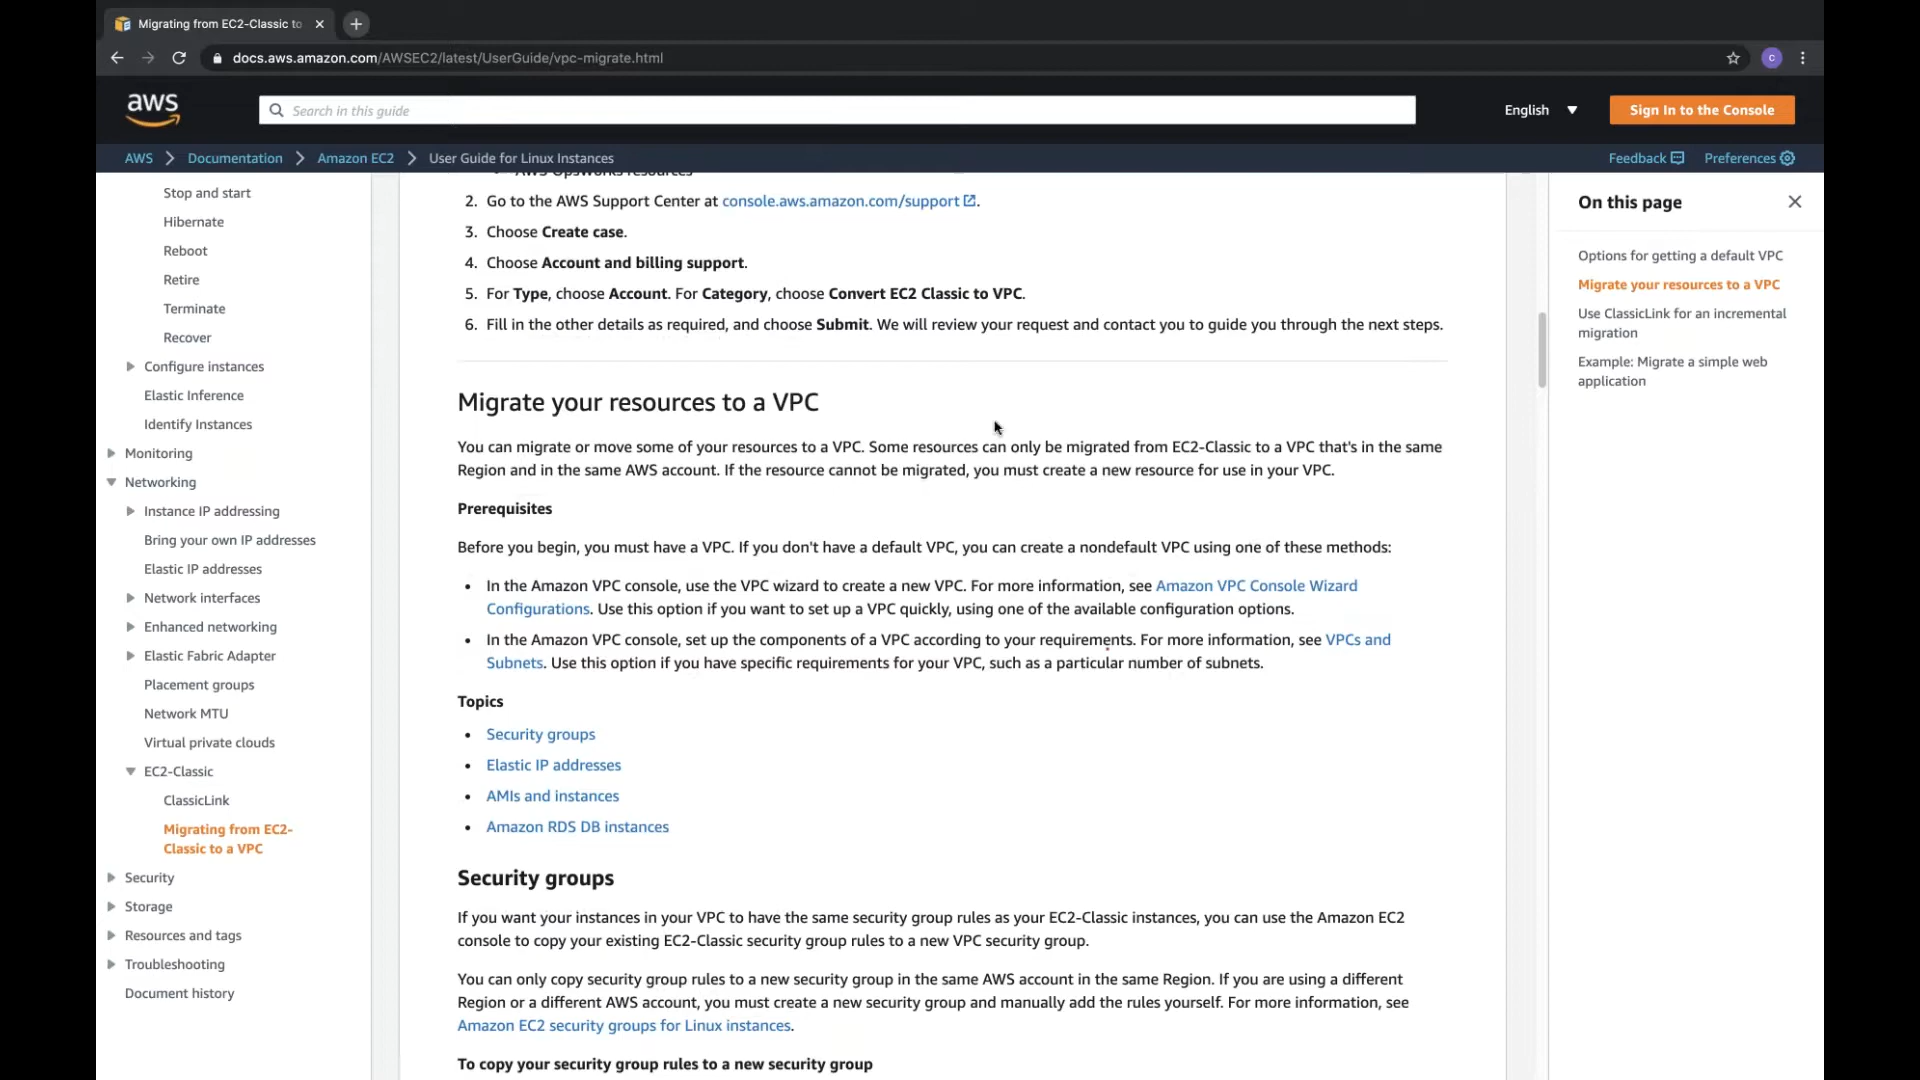 Migrating from EC2-Classic to
docs.aws.amazon.com/AWSEC2/latest/UserGuide/vpc-migrate.html
C
aws
Search in this guide
English
Sign In to the Console
AWS
Documentation
Amazon EC2
User Guide for Linux Instances
Feedback
Preferences
Stop and start
Hibernate
Reboot
Retire
Terminate
Recover
Configure instances
Elastic Inference
Identify Instances
Monitoring
Networking
Instance IP addressing
Bring your own IP addresses
Elastic IP addresses
Network interfaces
Enhanced networking
Elastic Fabric Adapter
Placement groups
Network MTU
Virtual private clouds
EC2-Classic
ClassicLink
Migrating from EC2-
Classic to a VPC
Security
Storage
Resources and tags
Troubleshooting
Document history
AWS OpsWorks resources
2. Go to the AWS Support Center at console.aws.amazon.com/support.
3. Choose Create case.
4. Choose Account and billing support.
5. For Type, choose Account. For Category, choose Convert EC2 Classic to VPC.
6. Fill in the other details as required, and choose Submit. We will review your request and contact you to guide you through the next steps.
Migrate your resources to a VPC
You can migrate or move some of your resources to a VPC. Some resources can only be migrated from EC2-Classic to a VPC that's in the same
Region and in the same AWS account. If the resource cannot be migrated, you must create a new resource for use in your VPC.
Prerequisites
Before you begin, you must have a VPC. If you don't have a default VPC, you can create a nondefault VPC using one of these methods:
• In the Amazon VPC console, use the VPC wizard to create a new VPC. For more information, see Amazon VPC Console Wizard
Configurations. Use this option if you want to set up a VPC quickly, using one of the available configuration options.
• In the Amazon VPC console, set up the components of a VPC according to your requirements. For more information, see VPCs and
Subnets. Use this option if you have specific requirements for your VPC, such as a particular number of subnets.
Topics
• Security groups
• Elastic IP addresses
• AMIs and instances
• Amazon RDS DB instances
Security groups
If you want your instances in your VPC to have the same security group rules as your EC2-Classic instances, you can use the Amazon EC2
console to copy your existing EC2-Classic security group rules to a new VPC security group.
You can only copy security group rules to a new security group in the same AWS account in the same Region. If you are using a different
Region or a different AWS account, you must create a new security group and manually add the rules yourself. For more information, see
Amazon EC2 security groups for Linux instances.
To copy your security group rules to a new security group
On this page
Options for getting a default VPC
Migrate your resources to a VPC
Use ClassicLink for an incremental
migration
Example: Migrate a simple web
application